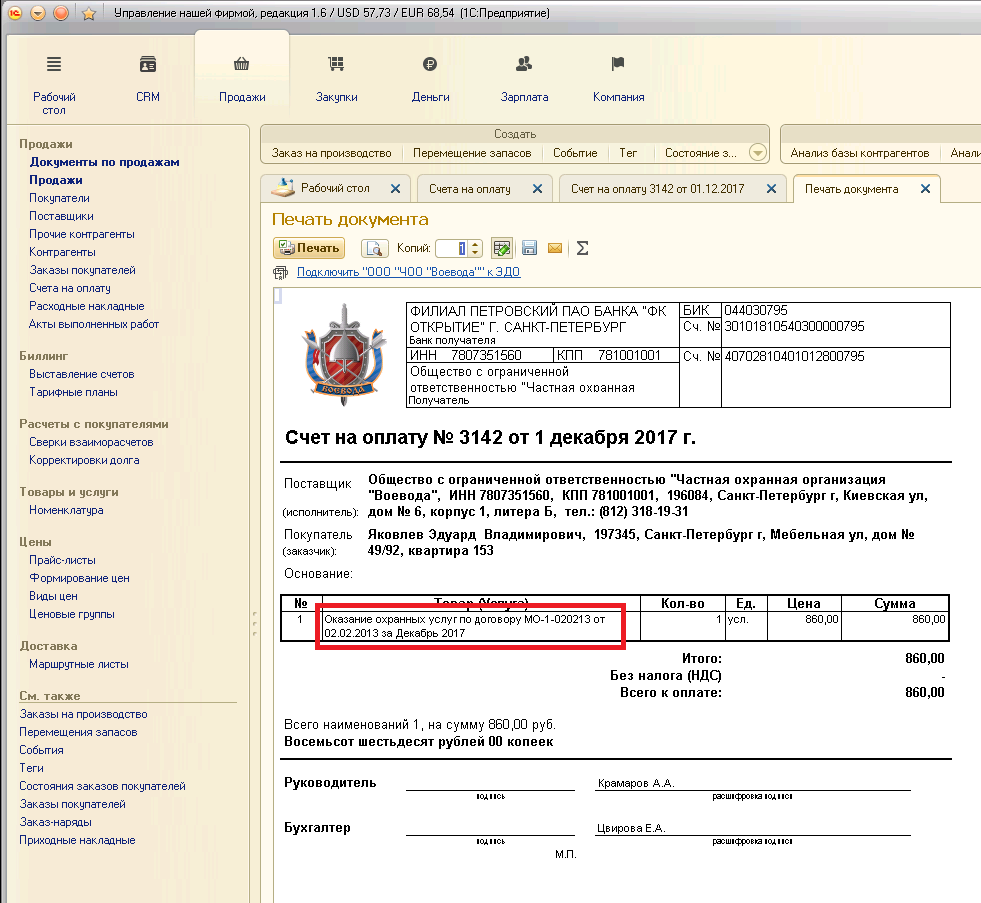 Управление нашей фирмой, редакция 1.6 / USD 57,73 / EUR 68,54 (1С:Предприятие)
Рабочий
стол
CRM
Продажи
Закупки
Деньги
Зарплата
Компания
Продажи
Документы по продажам
Продажи
Покупатели
Поставщики
Прочие контрагенты
Контрагенты
Заказы покупателей
Счета на оплату
Расходные накладные
Акты выполненных работ
Биллинг
Выставление счетов
Тарифные планы
Расчеты с покупателями
Сверки взаиморасчетов
Корректировки долга
Товары и услуги
Номенклатура
Цены
Прайс-листы
Формирование цен
Виды цен
Ценовые группы
Доставка
Маршрутные листы
См. также
Заказы на производство
Перемещения запасов
События
Теги
Состояния заказов покупателей
Заказы покупателей
Заказ-наряды
Приходные накладные
Создать
Заказ на производство Перемещение запасов Событие Тег Состояние з...
Анализ базы контрагентов Анали
Рабочий стол Счета на оплату Счет на оплату 3142 от 01.12.2017 Печать документа
Печать документа
Печать Копий: 1
Подключить "ООО "ЧОО "Воевода"" к ЭДО
ВОЕВОДА
ФИЛИАЛ ПЕТРОВСКИЙ ПАО БАНКА "ФК БИК 044030795
ОТКРЫТИЕ" Г. САНКТ-ПЕТЕРБУРГ Сч. № 30101810540300000795
Банк получателя
ИНН 7807351560 КПП 781001001 Сч. № 40702810401012800795
Общество с ограниченной
ответственностью "Частная охранная
Получатель
Счет на оплату № 3142 от 1 декабря 2017 г.
Поставщик
(исполнитель):
Общество с ограниченной ответственностью "Частная охранная организация
"Воевода", ИНН 7807351560, КПП 781001001, 196084, Санкт-Петербург г, Киевская ул,
дом № 6, корпус 1, литера Б, тел.: (812) 318-19-31
Покупатель
(заказчик):
Яковлев Эдуард Владимирович, 197345, Санкт-Петербург г, Мебельная ул, дом №
49/92, квартира 153
Основание:
№ Товар (Услуга) Кол-во Ед. Цена Сумма
1 Оказание охранных услуг по договору МО-1-020213 от 1 усл. 860,00 860,00
02.02.2013 за Декабрь 2017
Итого: 860,00
Без налога (НДС) -
Всего к оплате: 860,00
Всего наименований 1, на сумму 860,00 руб.
Восемьсот шестьдесят рублей 00 копеек
Руководитель Крамаров А.А.
подпись расшифровка подписи
Бухгалтер Цвирова Е.А.
подпись расшифровка подписи
М.П.